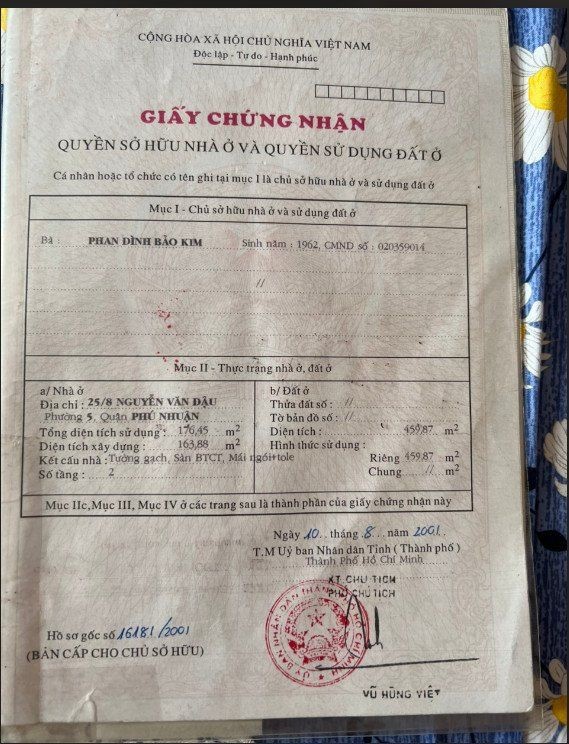 CỘNG HÒA XÃ HỘI CHỦ NGHĨA VIỆT NAM
Độc lập - Tự do - Hạnh phúc
GIẤY CHỨNG NHẬN
QUYỀN SỞ HỮU NHÀ Ở VÀ QUYỀN SỬ DỤNG ĐẤT Ở
Cá nhân hoặc tổ chức có tên ghi tại mục I là chủ sở hữu nhà ở và sử dụng đất ở
Mục I - Chủ sở hữu nhà ở và sử dụng đất ở
Bà : PHAN ĐÌNH BẢO KIM Sinh năm : 1962, CMND số : 020359014
//
Mục II - Thực trạng nhà ở, đất ở
a/ Nhà ở
Địa chỉ : 25/8 NGUYỄN VĂN ĐẬU
Phường 5, Quận PHÚ NHUẬN
Tổng diện tích sử dụng : 176,45 m2
Diện tích xây dựng : 163,88 m2
Kết cấu nhà : Tường gạch, Sàn BTCT, Mái ngói+tole
Số tầng : 2
b/ Đất ở
Thửa đất số : //
Tờ bản đồ số : //
Diện tích : 459,87 m2
Hình thức sử dụng :
Riêng 459,87 m2
Chung // m2
Mục IIc, Mục III, Mục IV ở các trang sau là thành phần của giấy chứng nhận này
Ngày 10 tháng 8 năm 2001
T.M Uỷ ban Nhân dân Tỉnh ( Thành phố )
Thành Phố Hồ Chí Minh
KT CHỦ TỊCH
PHÓ CHỦ TỊCH
ỦY BAN NHÂN DÂN THÀNH PHỐ HỒ CHÍ MINH
Hồ sơ gốc số 16181/2001
(BẢN CẤP CHO CHỦ SỞ HỮU)
VŨ HÙNG VIỆT